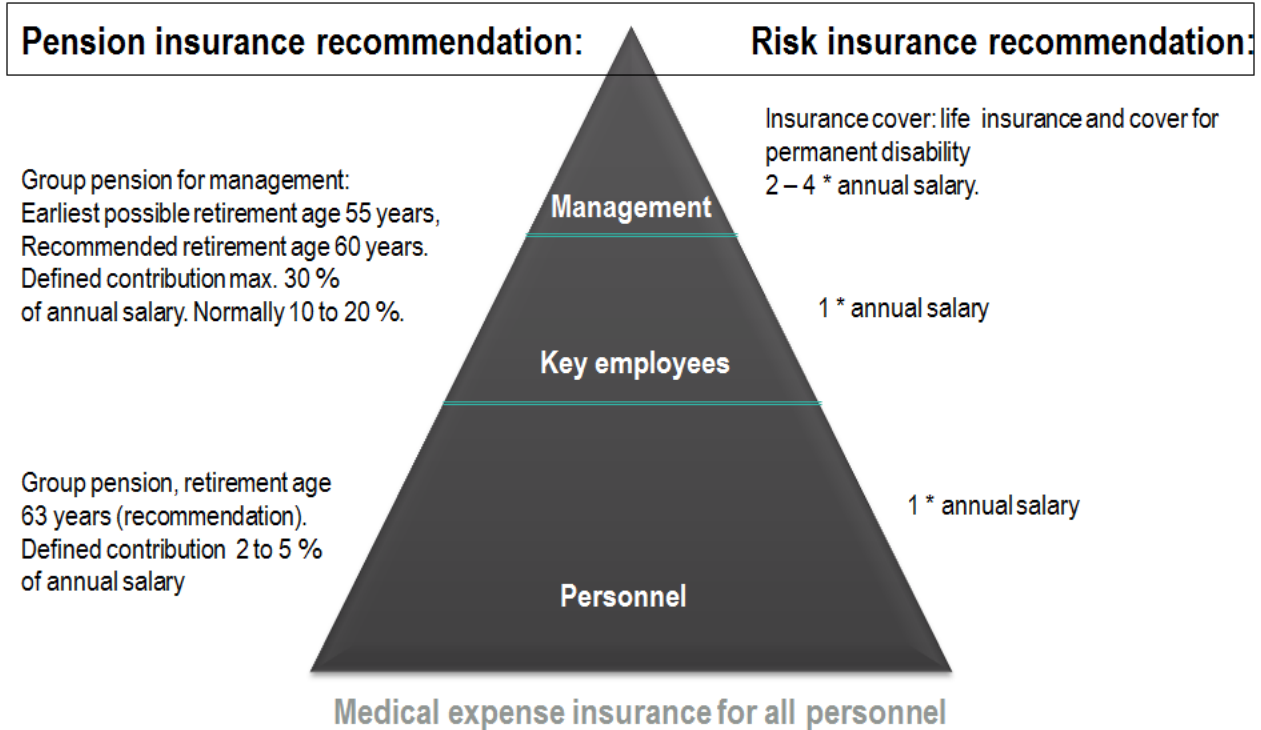 Pension insurance recommendation:
Risk insurance recommendation:
Insurance cover: life insurance and cover for
permanent disability
2 – 4 * annual salary.
Group pension for management:
Earliest possible retirement age 55 years,
Recommended retirement age 60 years.
Defined contribution max. 30 %
of annual salary. Normally 10 to 20 %.
Management
1 * annual salary
Key employees
Group pension, retirement age
63 years (recommendation).
Defined contribution 2 to 5 %
of annual salary
1 * annual salary
Personnel
Medical expense insurance for all personnel